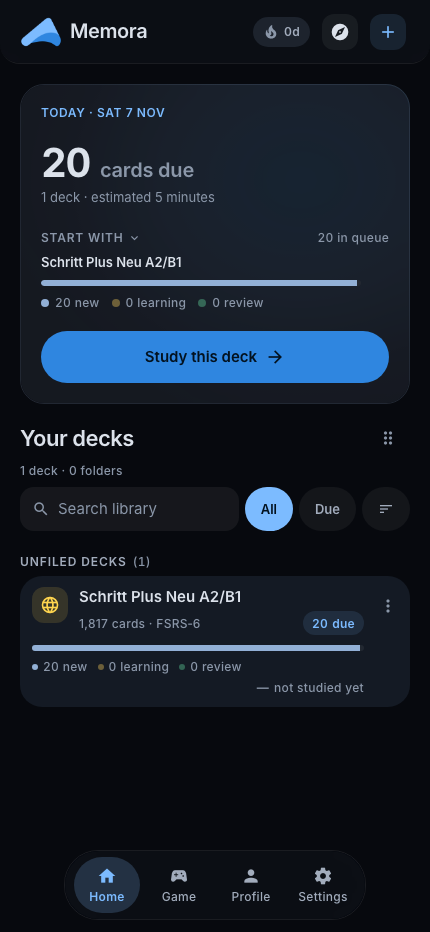 Memora
0d
TODAY · SAT 7 NOV
20 cards due
1 deck · estimated 5 minutes
START WITH
20 in queue
Schritt Plus Neu A2/B1
20 new
0 learning
0 review
Study this deck
Your decks
1 deck · 0 folders
Search library
All
Due
UNFILED DECKS (1)
Schritt Plus Neu A2/B1
1,817 cards · FSRS-6
20 due
20 new
0 learning
0 review
— not studied yet
Home
Game
Profile
Settings